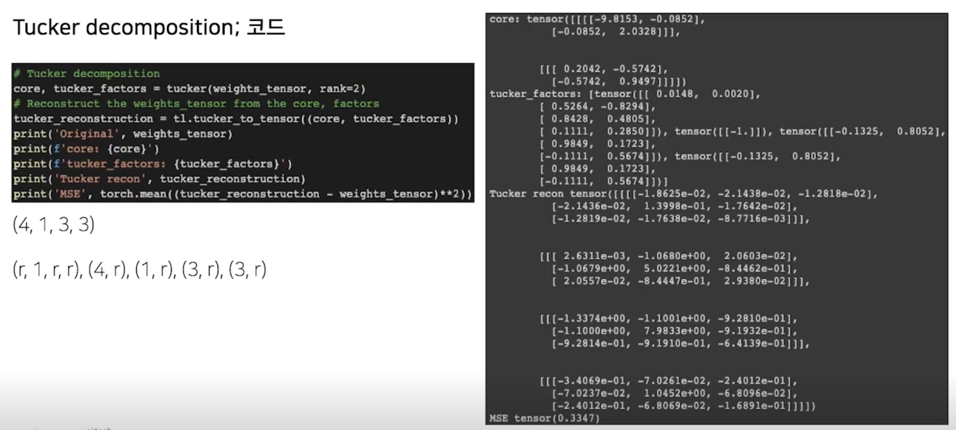 Tucker decomposition; 코드
# Tucker decomposition
core, tucker_factors = tucker(weights_tensor, rank=2)
# Reconstruct the weights_tensor from the core, factors
tucker_reconstruction = tl.tucker_to_tensor((core, tucker_factors))
print('Original', weights_tensor)
print(f'core: {core}')
print(f'tucker_factors: {tucker_factors}')
print('Tucker recon', tucker_reconstruction)
print('MSE', torch.mean((tucker_reconstruction - weights_tensor)**2))
(4, 1, 3, 3)
(r, 1, r, r), (4, r), (1, r), (3, r), (3, r)
core: tensor([[[[-9.8153, -0.0852],
[-0.0852, 2.0328]]],
[[[ 0.2042, -0.5742],
[-0.5742, 0.9497]]]])
tucker_factors: [tensor([[ 0.0148, 0.0020],
[ 0.5264, -0.8294],
[ 0.8428, 0.4805],
[ 0.1111, 0.2850]]), tensor([[-1.]]), tensor([[-0.1325, 0.8052],
[ 0.9849, 0.1723],
[-0.1111, 0.5674]]), tensor([[-0.1325, 0.8052],
[ 0.9849, 0.1723],
[-0.1111, 0.5674]])]
Tucker recon tensor([[[[-1.8625e-02, -2.1438e-02, -1.2818e-02],
[-2.1436e-02, 1.3998e-01, -1.7642e-02],
[-1.2819e-02, -1.7638e-02, -8.7716e-03]]],
[[[ 2.6311e-03, -1.0680e+00, 2.0603e-02],
[-1.0679e+00, 5.0221e+00, -8.4462e-01],
[ 2.0557e-02, -8.4447e-01, 2.9380e-02]]],
[[[-1.3374e+00, -1.1001e+00, -9.2810e-01],
[-1.1000e+00, 7.9833e+00, -9.1932e-01],
[-9.2814e-01, -9.1910e-01, -6.4139e-01]]],
[[[-3.4069e-01, -7.0261e-02, -2.4012e-01],
[-7.0237e-02, 1.0452e+00, -6.8096e-02],
[-2.4012e-01, -6.8069e-02, -1.6891e-01]]]])
MSE tensor(0.3347)